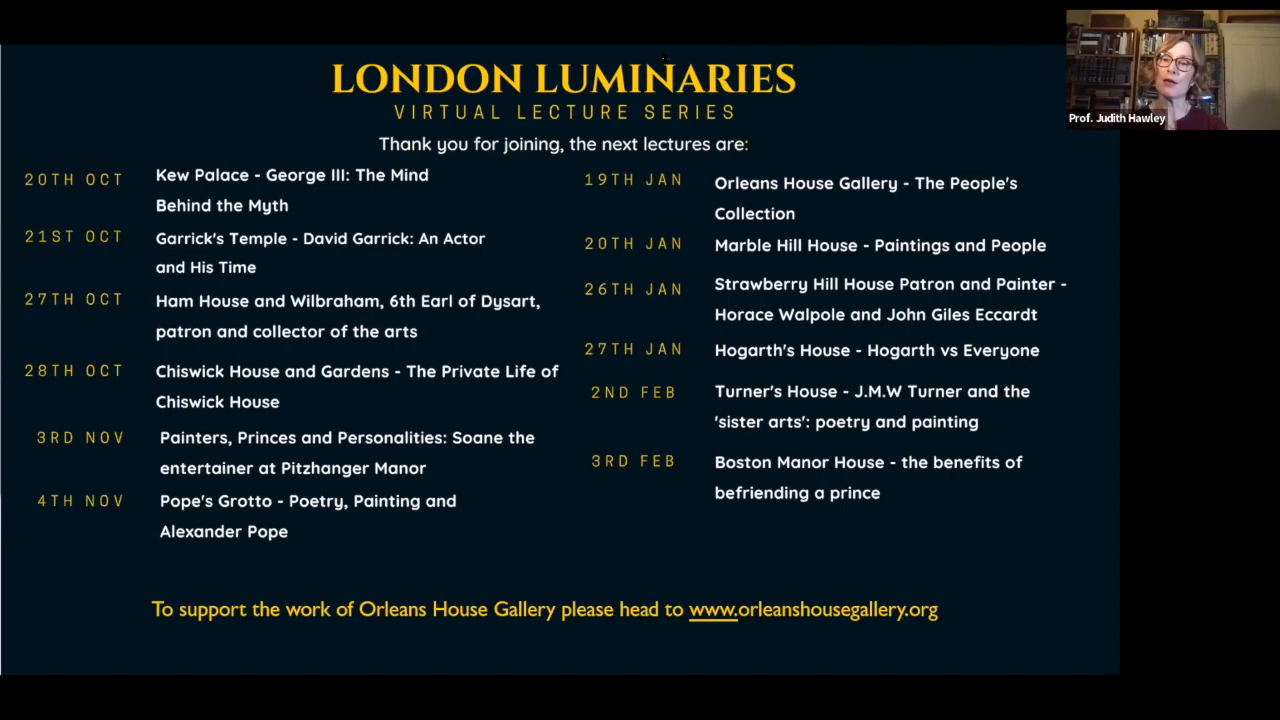 LONDON LUMINARIES
VIRTUAL LECTURE SERIES
Thank you for joining, the next lectures are:
20TH OCT
Kew Palace - George III: The Mind
Behind the Myth
21ST OCT
Garrick's Temple - David Garrick: An Actor
and His Time
27TH OCT
Ham House and Wilbraham, 6th Earl of Dysart,
patron and collector of the arts
28TH OCT
Chiswick House and Gardens - The Private Life of
Chiswick House
3RD NOV
Painters, Princes and Personalities: Soane the
entertainer at Pitzhanger Manor
4TH NOV
Pope's Grotto - Poetry, Painting and
Alexander Pope
19TH JAN
Orleans House Gallery - The People's
Collection
20TH JAN
Marble Hill House - Paintings and People
26TH JAN
Strawberry Hill House Patron and Painter -
Horace Walpole and John Giles Eccardt
27TH JAN
Hogarth's House - Hogarth vs Everyone
2ND FEB
Turner's House - J.M.W Turner and the
'sister arts': poetry and painting
3RD FEB
Boston Manor House - the benefits of
befriending a prince
To support the work of Orleans House Gallery please head to www.orleanshousegallery.org
Prof. Judith Hawley